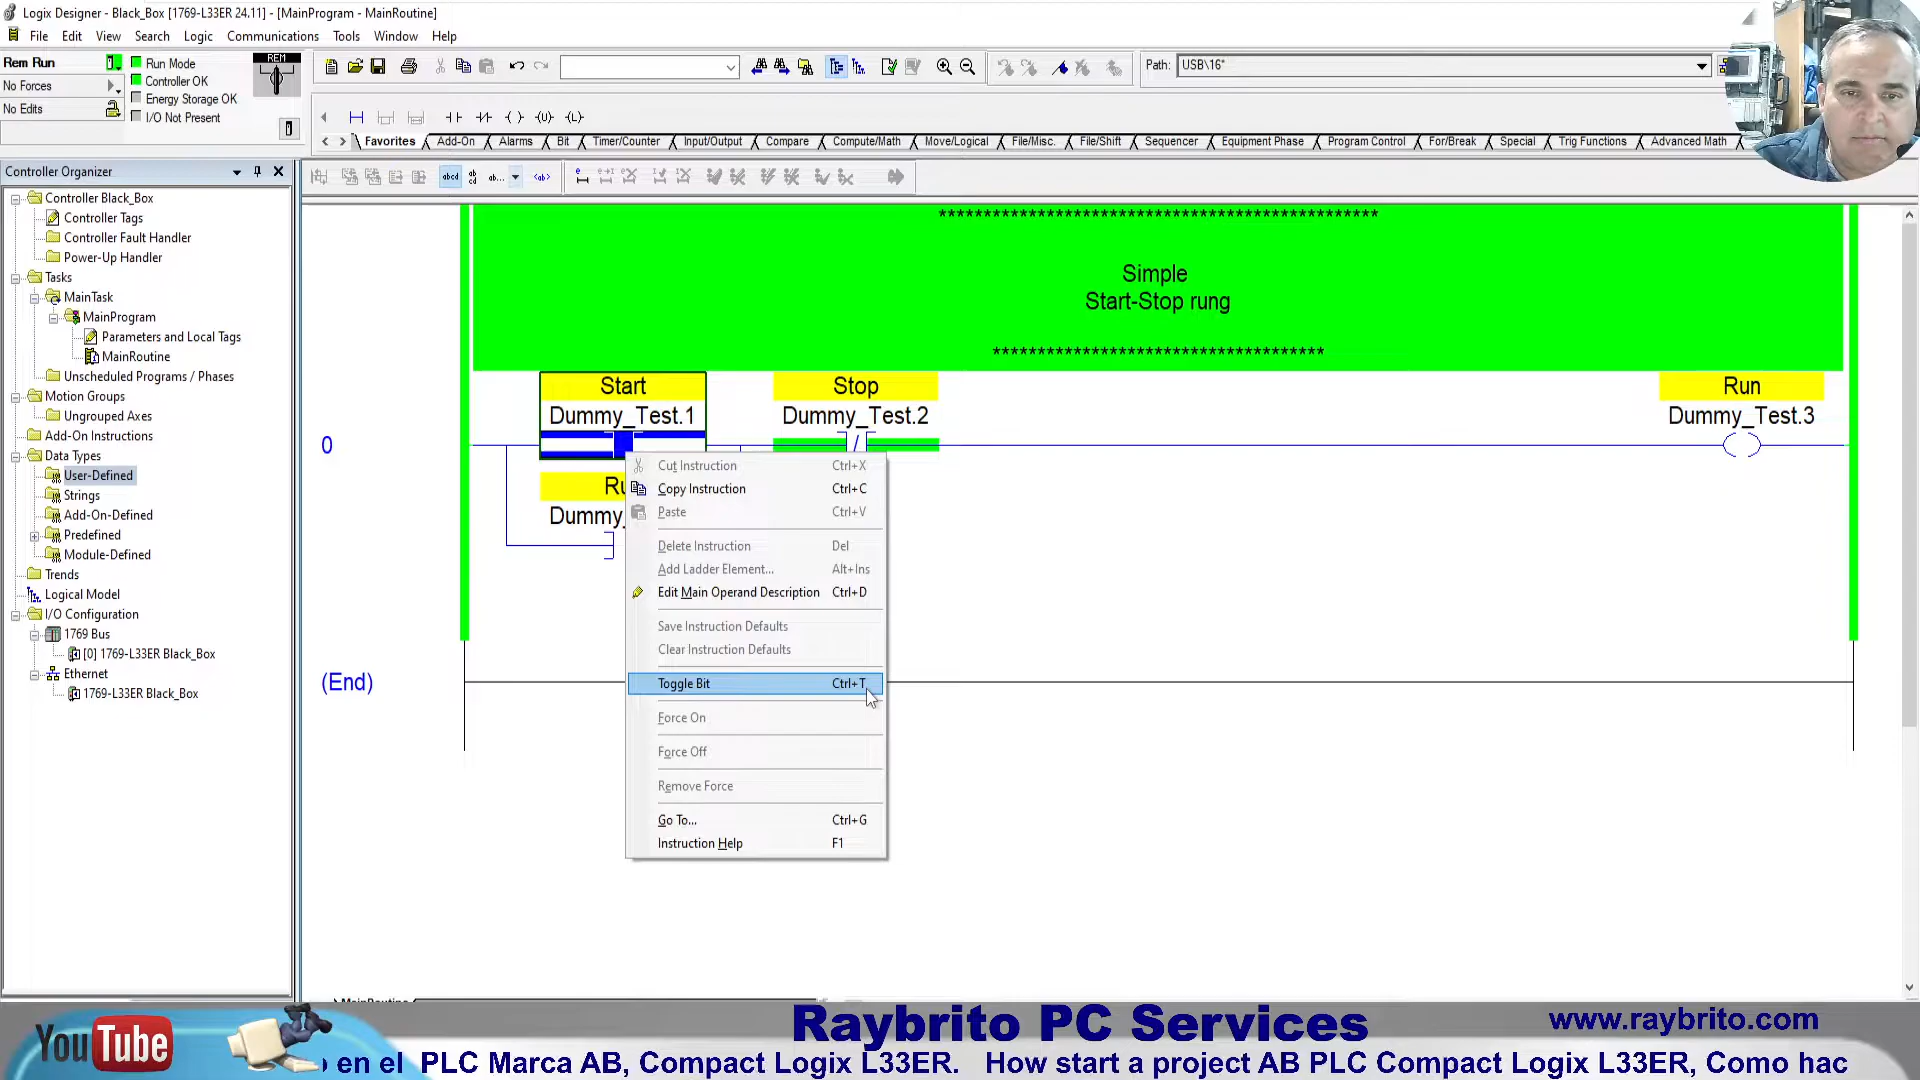 Logix Designer - Black_Box [1769-L33ER 24.11] - [MainProgram - MainRoutine]
File Edit View Search Logic Communications Tools Window Help
Rem Run
No Forces
No Edits
Run Mode
Controller OK
Energy Storage OK
I/O Not Present
REM
Path: USB\16*
Favorites Add-On Alarms Bit Timer/Counter Input/Output Compare Compute/Math Move/Logical File/Misc. File/Shift Sequencer Equipment Phase Program Control For/Break Special Trig Functions Advanced Math
Controller Organizer
Controller Black_Box
Controller Tags
Controller Fault Handler
Power-Up Handler
Tasks
MainTask
MainProgram
Parameters and Local Tags
MainRoutine
Unscheduled Programs / Phases
Motion Groups
Ungrouped Axes
Add-On Instructions
Data Types
User-Defined
Strings
Add-On-Defined
Predefined
Module-Defined
Trends
Logical Model
I/O Configuration
1769 Bus
[0] 1769-L33ER Black_Box
Ethernet
1769-L33ER Black_Box
Simple
Start-Stop rung
Start
Dummy_Test.1
Stop
Dummy_Test.2
Run
Dummy_Test.3
0
(End)
Cut Instruction Ctrl+X
Copy Instruction Ctrl+C
Paste Ctrl+V
Delete Instruction Del
Add Ladder Element... Alt+Ins
Edit Main Operand Description Ctrl+D
Save Instruction Defaults
Clear Instruction Defaults
Toggle Bit Ctrl+T
Force On
Force Off
Remove Force
Go To... Ctrl+G
Instruction Help F1
YouTube
Raybrito PC Services
www.raybrito.com
en el PLC Marca AB, Compact Logix L33ER. How start a project AB PLC Compact Logix L33ER, Como hac